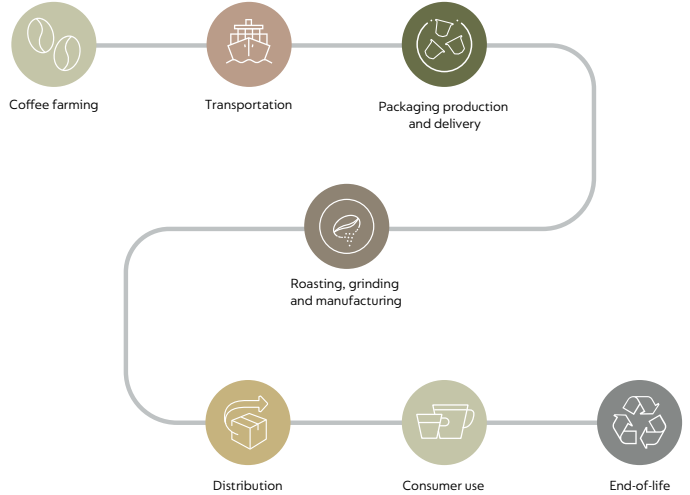 Coffee farming
Transportation
Packaging production
and delivery
Roasting, grinding
and manufacturing
Distribution
Consumer use
End-of-life